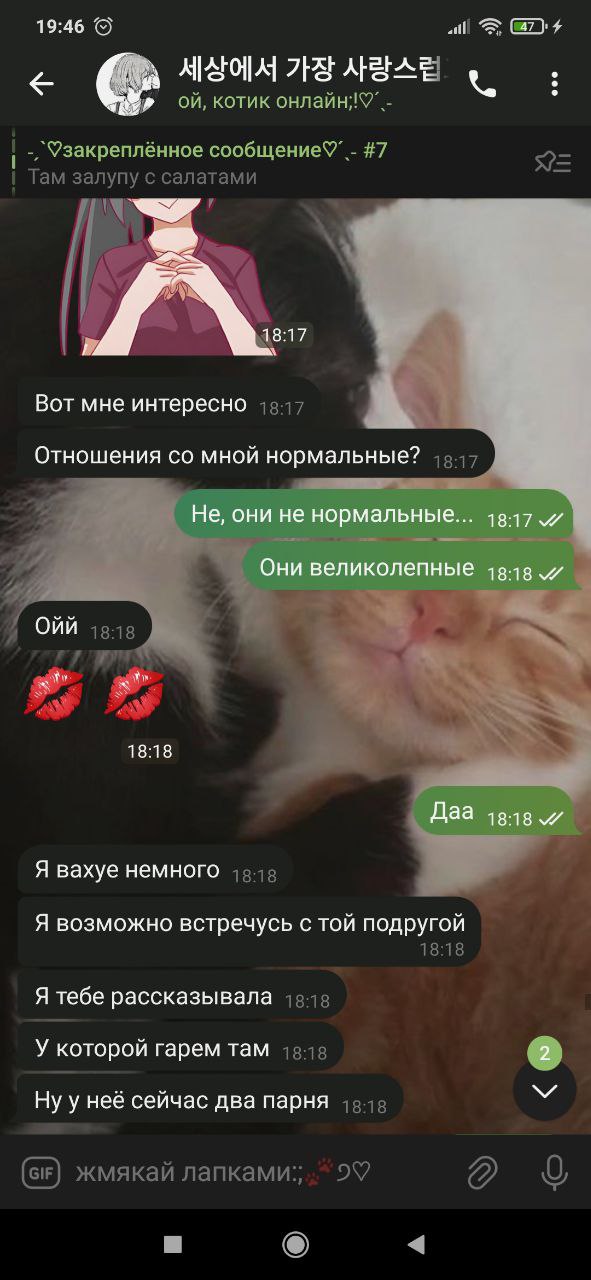 19:46
47
세상에서 가장 사랑스럽
ой, котик онлайн;!♡ˊˎ-
-ˏˋ♡закреплённое сообщение♡ˊˎ- #7
Там залупу с салатами
18:17
Вот мне интересно 18:17
Отношения со мной нормальные? 18:17
Не, они не нормальные... 18:17
Они великолепные 18:18
Ойй 18:18
18:18
Даа 18:18
Я вахуе немного 18:18
Я возможно встречусь с той подругой
18:18
Я тебе рассказывала 18:18
У которой гарем там 18:18
2
Ну у неё сейчас два парня 18:18
GIF жмякай лапками:;🐾੭♡